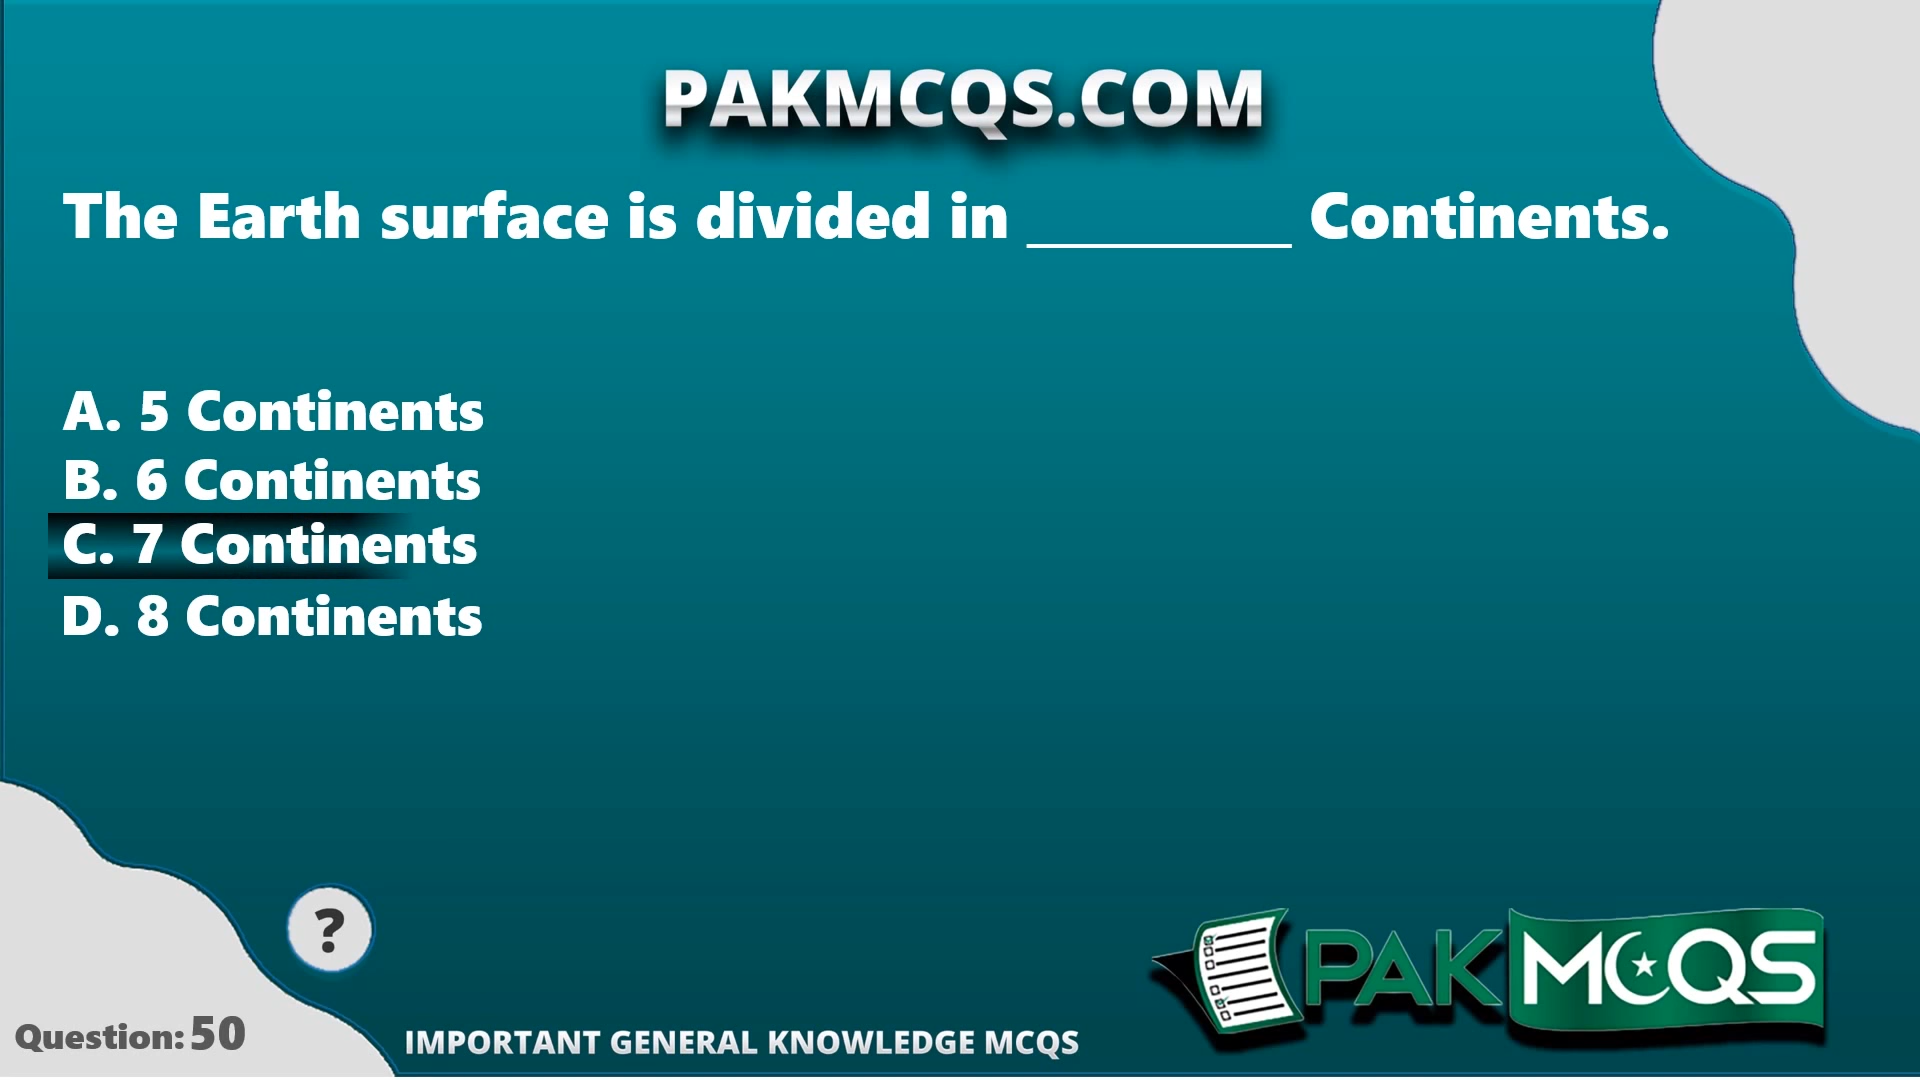 PAKMCQS.COM
The Earth surface is divided in ________ Continents.
A. 5 Continents
B. 6 Continents
C. 7 Continents
D. 8 Continents
?
Question: 50
IMPORTANT GENERAL KNOWLEDGE MCQS
PAKMCQS